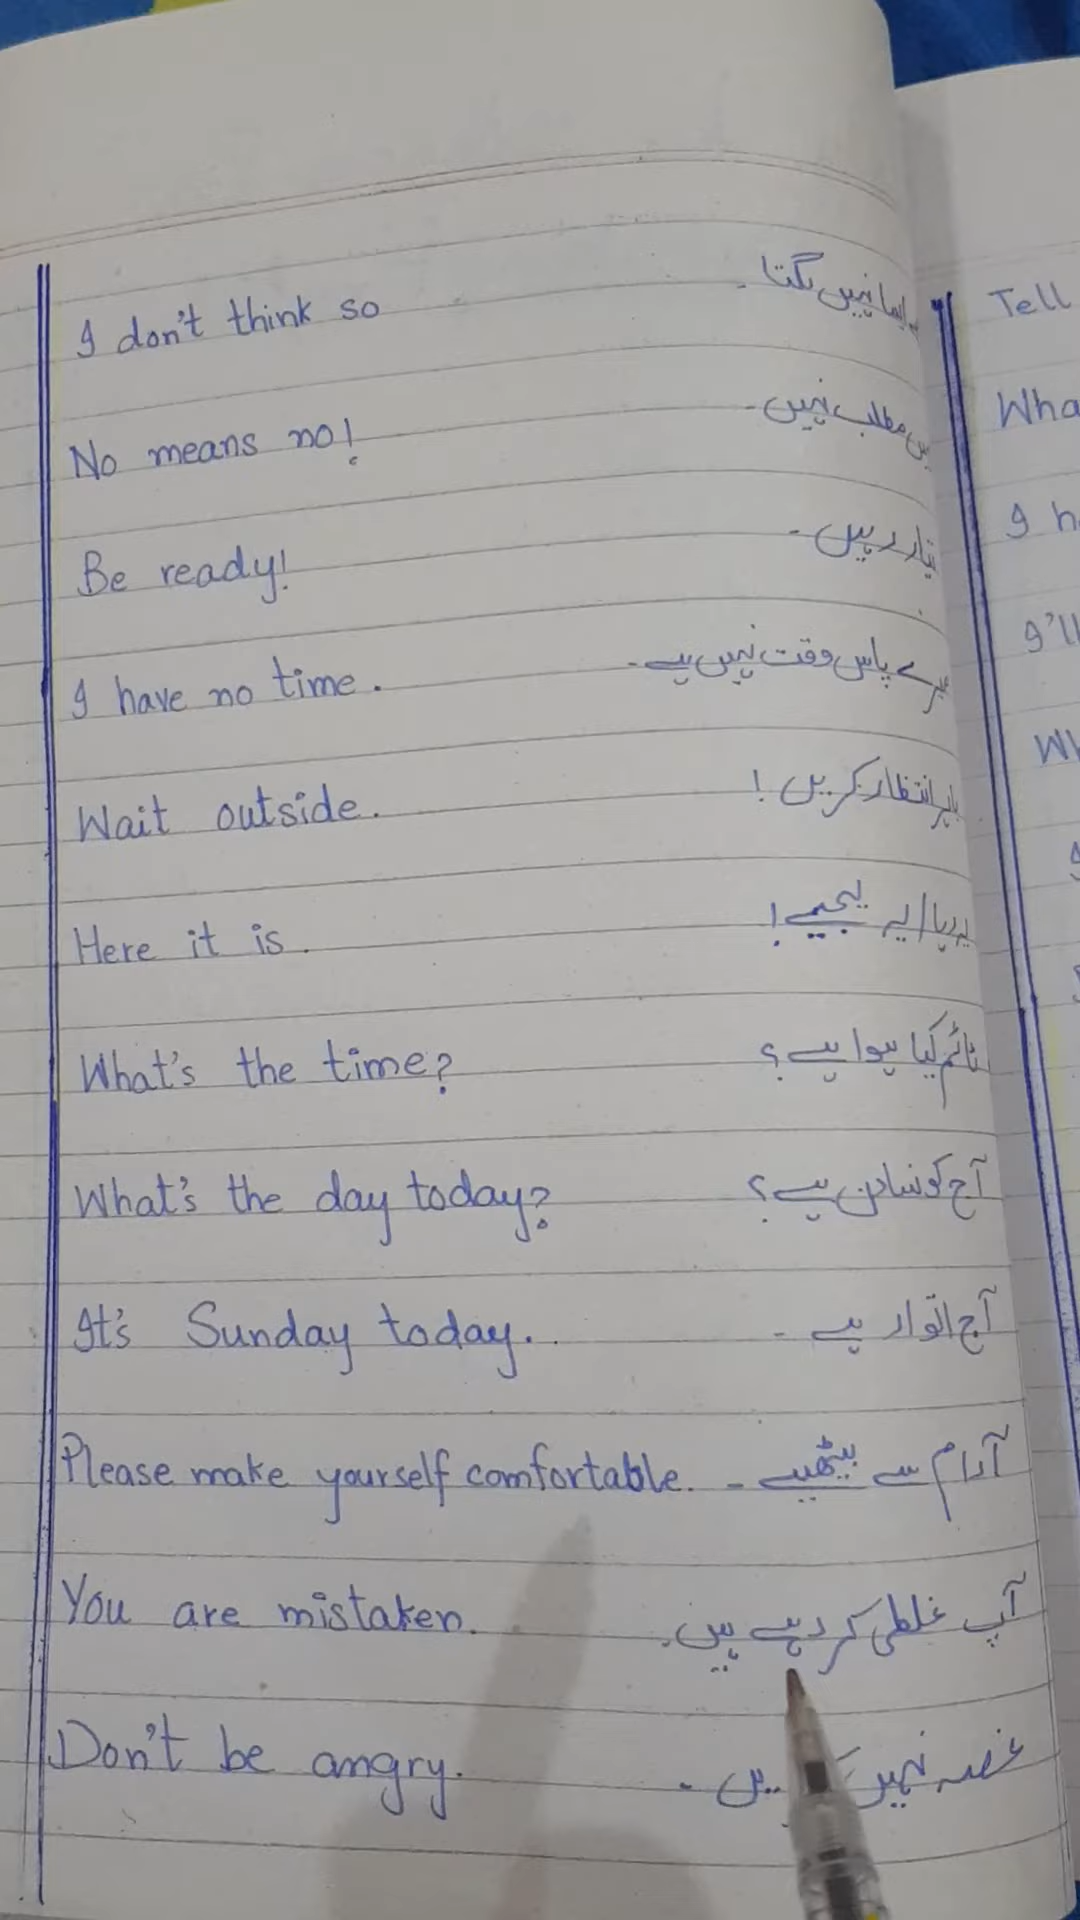 I don't think so ایسا نہیں لگتا -
No means no! مطلب نہیں -
Be ready! تیار رہیں -
I have no time. میرے پاس وقت نہیں ہے -
Wait outside. باہر انتظار کریں !
Here it is. یہ رہا / یہ لیجیے !
What's the time? ٹائم کیا ہوا ہے ؟
What's the day today? آج کونسا دن ہے ؟
It's Sunday today. آج اتوار ہے -
Please make yourself comfortable. آرام سے بیٹھیے -
You are mistaken. آپ غلطی کر رہے ہیں .
Don't be angry. غصہ نہیں -
Tell
Wha
I h
I'll
Wh